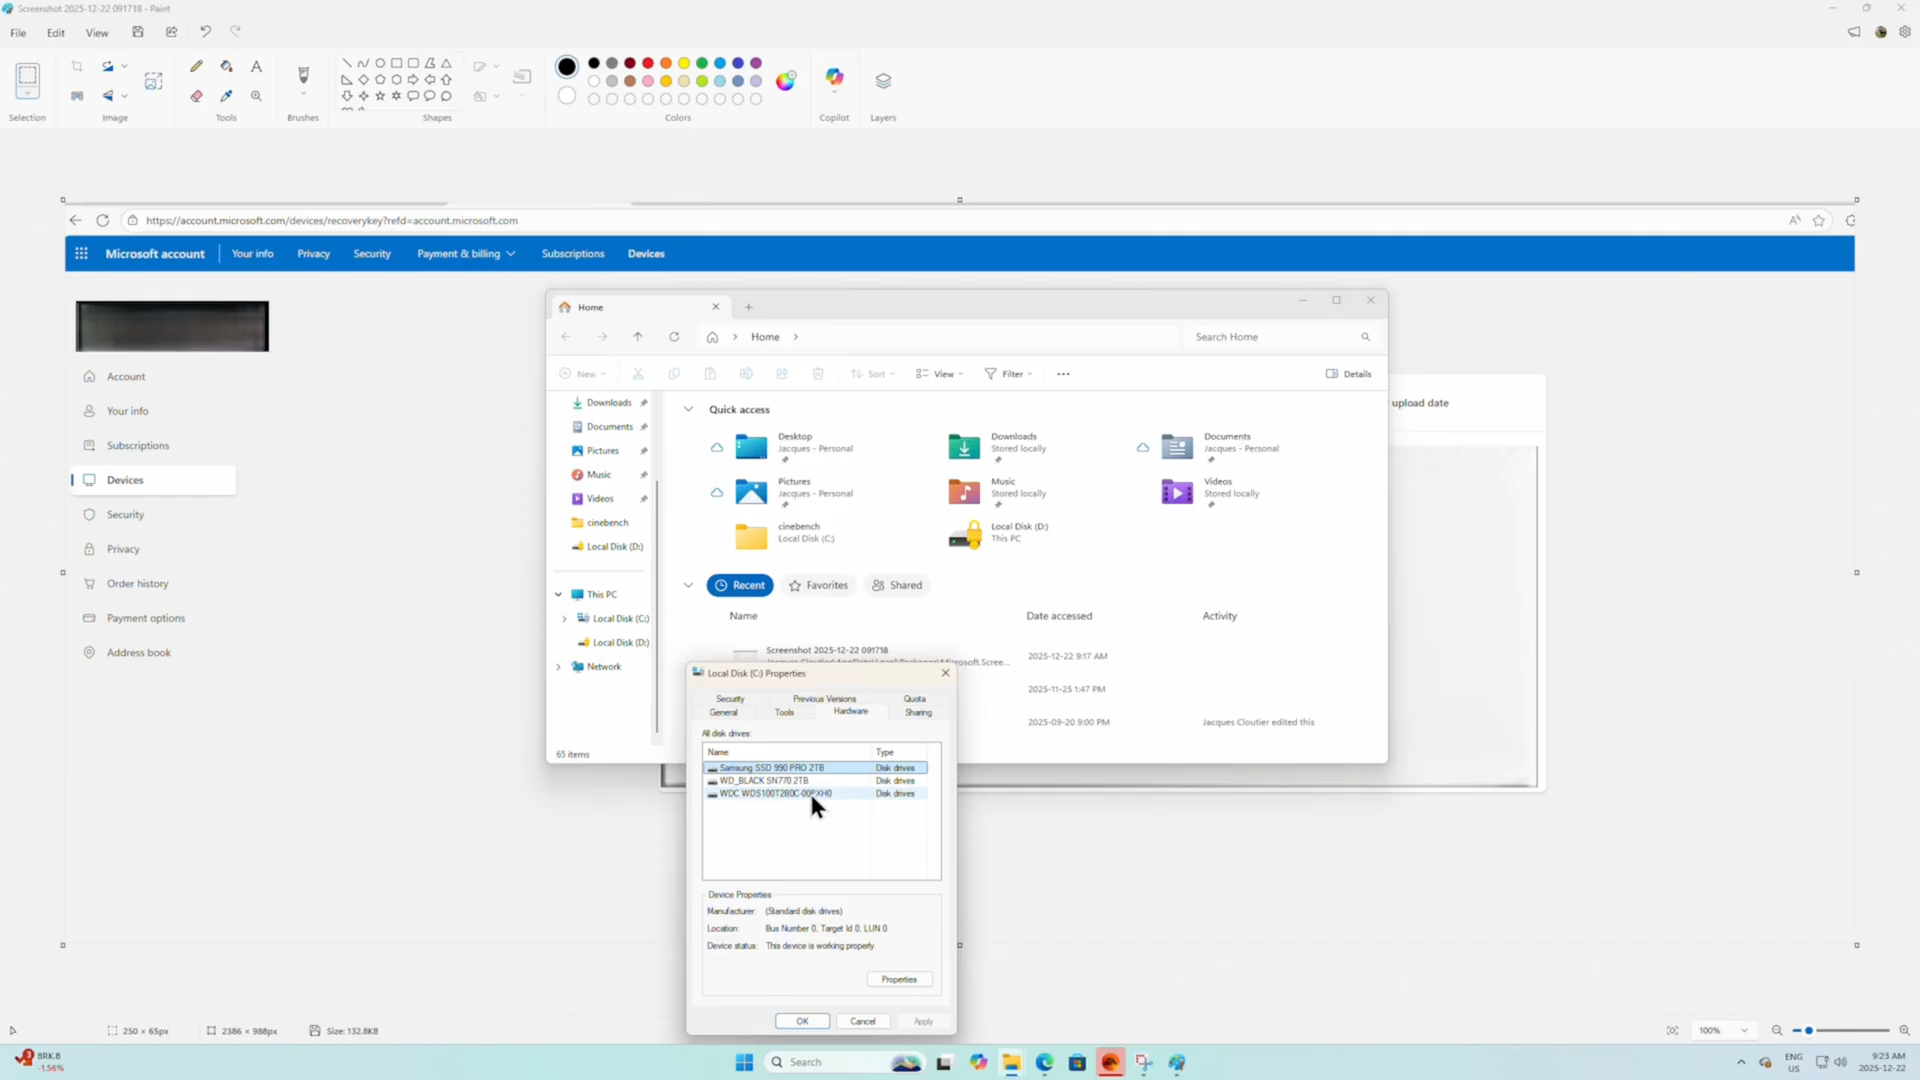 Screenshot 2025-12-22 091718 - Paint
File Edit View
Selection Image Tools Brushes Shapes Colors Copilot Layers
https://account.microsoft.com/devices/recoverykey?refd=account.microsoft.com
Microsoft account Your info Privacy Security Payment & billing Subscriptions Devices
Account
Your info
Subscriptions
Devices
Security
Privacy
Order history
Payment options
Address book
upload date
Home
Home
Search Home
New Sort View Filter Details
Downloads
Documents
Pictures
Music
Videos
cinebench
Local Disk (D:)
This PC
Local Disk (C:)
Local Disk (D:)
Network
65 items
Quick access
Desktop
Jacques - Personal
Downloads
Stored locally
Documents
Jacques - Personal
Pictures
Jacques - Personal
Music
Stored locally
Videos
Stored locally
cinebench
Local Disk (C:)
Local Disk (D:)
This PC
Recent Favorites Shared
Name Date accessed Activity
Screenshot 2025-12-22 091718
2025-12-22 9:17 AM
2025-11-25 1:47 PM
2025-09-20 9:00 PM Jacques Cloutier edited this
Local Disk (C:) Properties
Security Previous Versions Quota
General Tools Hardware Sharing
All disk drives:
Name Type
Samsung SSD 990 PRO 2TB Disk drives
WD_BLACK SN770 2TB Disk drives
WDC Disk drives
Device Properties
Manufacturer: (Standard disk drives)
Location: Bus Number 0, Target Id 0, LUN 0
Device status: This device is working properly.
Properties
OK Cancel Apply
250 × 65px 2386 × 988px Size: 132.8KB
100%
BRK.B
-1.56%
Search
ENG
US
9:23 AM
2025-12-22